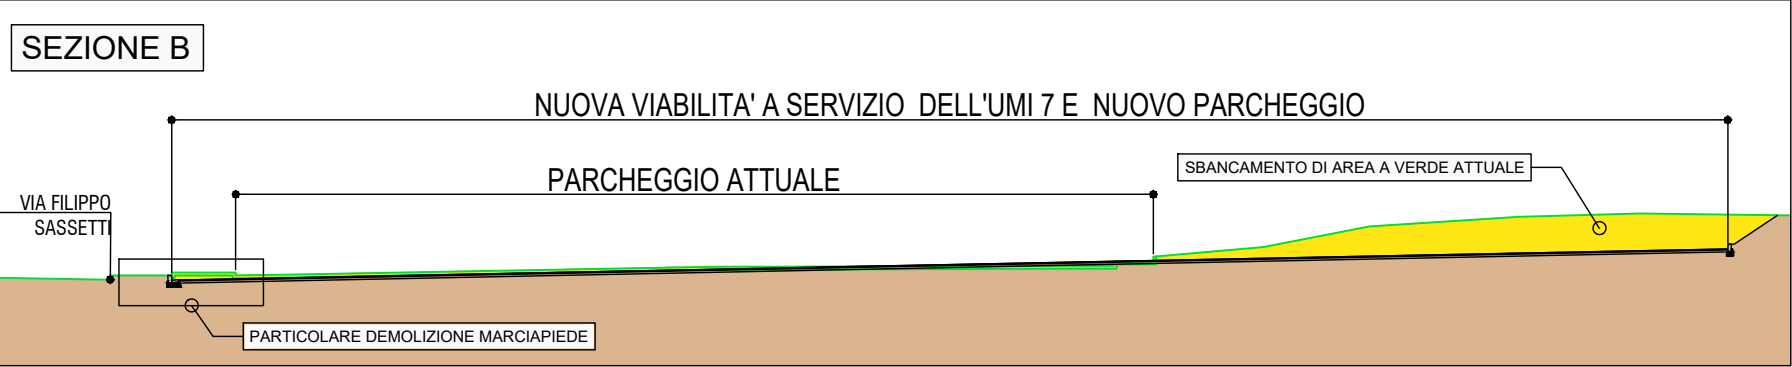 SEZIONE B
NUOVA VIABILITA' A SERVIZIO DELL'UMI 7 E NUOVO PARCHEGGIO
PARCHEGGIO ATTUALE
SBANCAMENTO DI AREA A VERDE ATTUALE
VIA FILIPPO
SASSETTI
PARTICOLARE DEMOLIZIONE MARCIAPIEDE